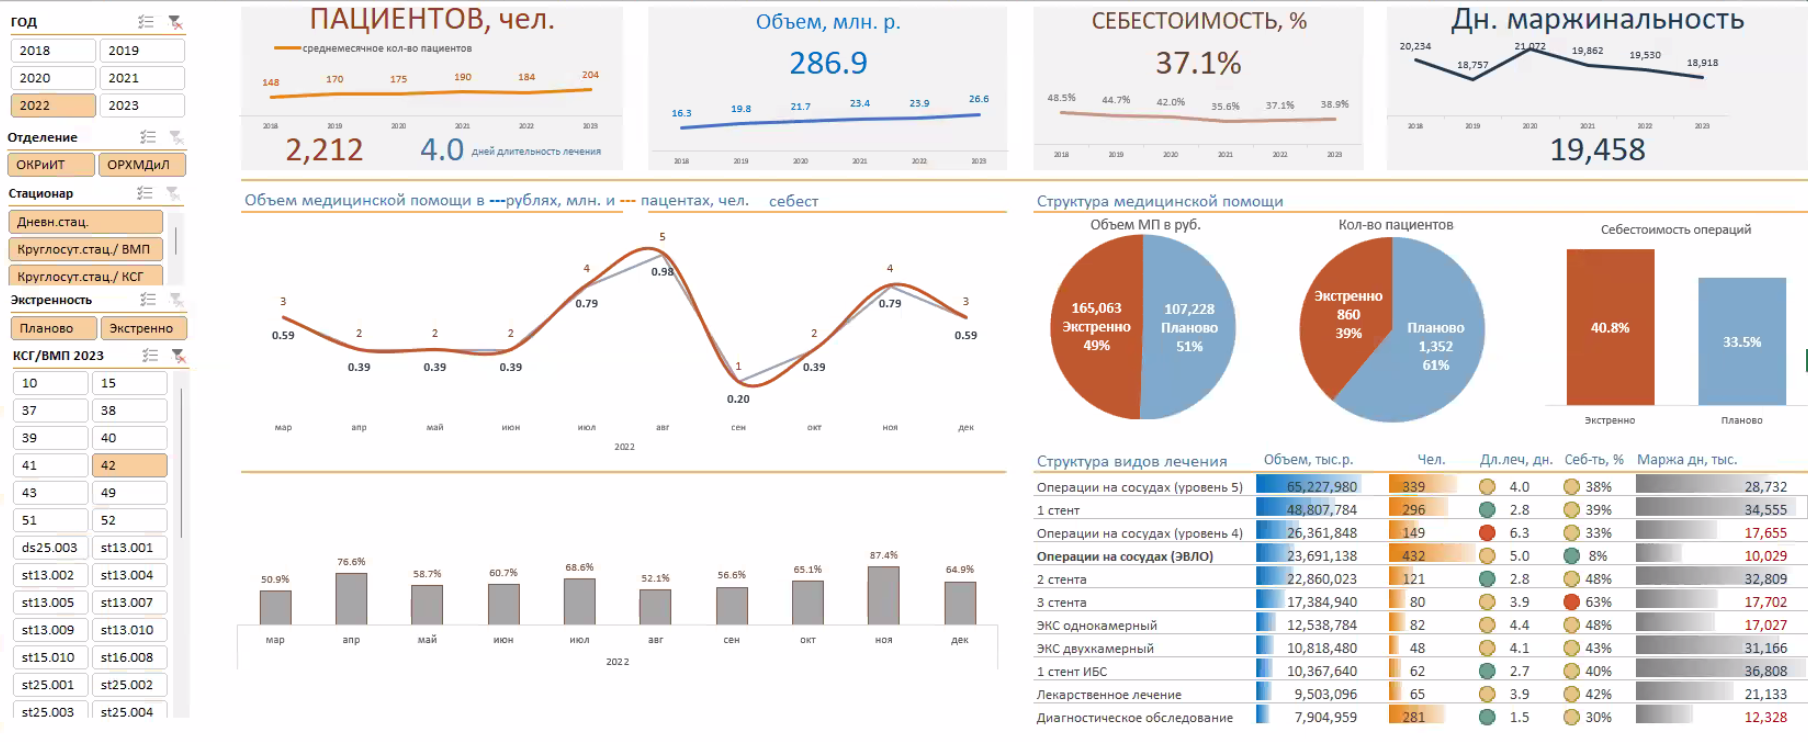 ГОД
2018 2019
2020 2021
2022 2023
Отделение
ОКРиИТ ОРХМДиЛ
Стационар
Дневн.стац.
Круглосут.стац./ ВМП
Круглосут.стац./ КСГ
Экстренность
Планово Экстренно
КСГ/ВМП 2023
10 15
37 38
39 40
41 42
43 49
51 52
ds25.003 st13.001
st13.002 st13.004
st13.005 st13.007
st13.009 st13.010
st15.010 st16.008
st25.001 st25.002
st25.003 st25.004
ПАЦИЕНТОВ, чел.
среднемесячное кол-во пациентов
148 170 175 190 184 204
2018 2019 2020 2021 2022 2023
2,212 4.0 дней длительность лечения
Объем, млн. р.
286.9
16.3 19.8 21.7 23.4 23.9 26.6
2018 2019 2020 2021 2022 2023
СЕБЕСТОИМОСТЬ, %
37.1%
48.5% 44.7% 42.0% 35.6% 37.1% 38.9%
2018 2019 2020 2021 2022 2023
Дн. маржинальность
20,234 18,757 21,072 19,862 19,530 18,918
2018 2019 2020 2021 2022 2023
19,458
Объем медицинской помощи в ---рублях, млн. и --- пацентах, чел. себест
3 2 2 2 4 5 1 2 4 3
0.59 0.39 0.39 0.39 0.79 0.98 0.20 0.39 0.79 0.59
мар апр май июн июл авг сен окт ноя дек
2022
50.9% 76.6% 58.7% 60.7% 68.6% 52.1% 56.6% 65.1% 87.4% 64.9%
мар апр май июн июл авг сен окт ноя дек
2022
Структура медицинской помощи
Объем МП в руб.
165,063
Экстренно
49%
107,228
Планово
51%
Кол-во пациентов
Экстренно
860
39%
Планово
1,352
61%
Себестоимость операций
40.8% 33.5%
Экстренно Планово
Структура видов лечения Объем, тыс.р. Чел. Дл.леч, дн. Себ-ть, % Маржа дн, тыс.
Операции на сосудах (уровень 5) 65,227,980 339 4.0 38% 28,732
1 стент 48,807,784 296 2.8 39% 34,555
Операции на сосудах (уровень 4) 26,361,848 149 6.3 33% 17,655
Операции на сосудах (ЭВЛО) 23,691,138 432 5.0 8% 10,029
2 стента 22,860,023 121 2.8 48% 32,809
3 стента 17,384,940 80 3.9 63% 17,702
ЭКС однокамерный 12,538,784 82 4.4 48% 17,027
ЭКС двухкамерный 10,818,480 48 4.1 43% 31,166
1 стент ИБС 10,367,640 62 2.7 40% 36,808
Лекарственное лечение 9,503,096 65 3.9 42% 21,133
Диагностическое обследование 7,904,959 281 1.5 30% 12,328